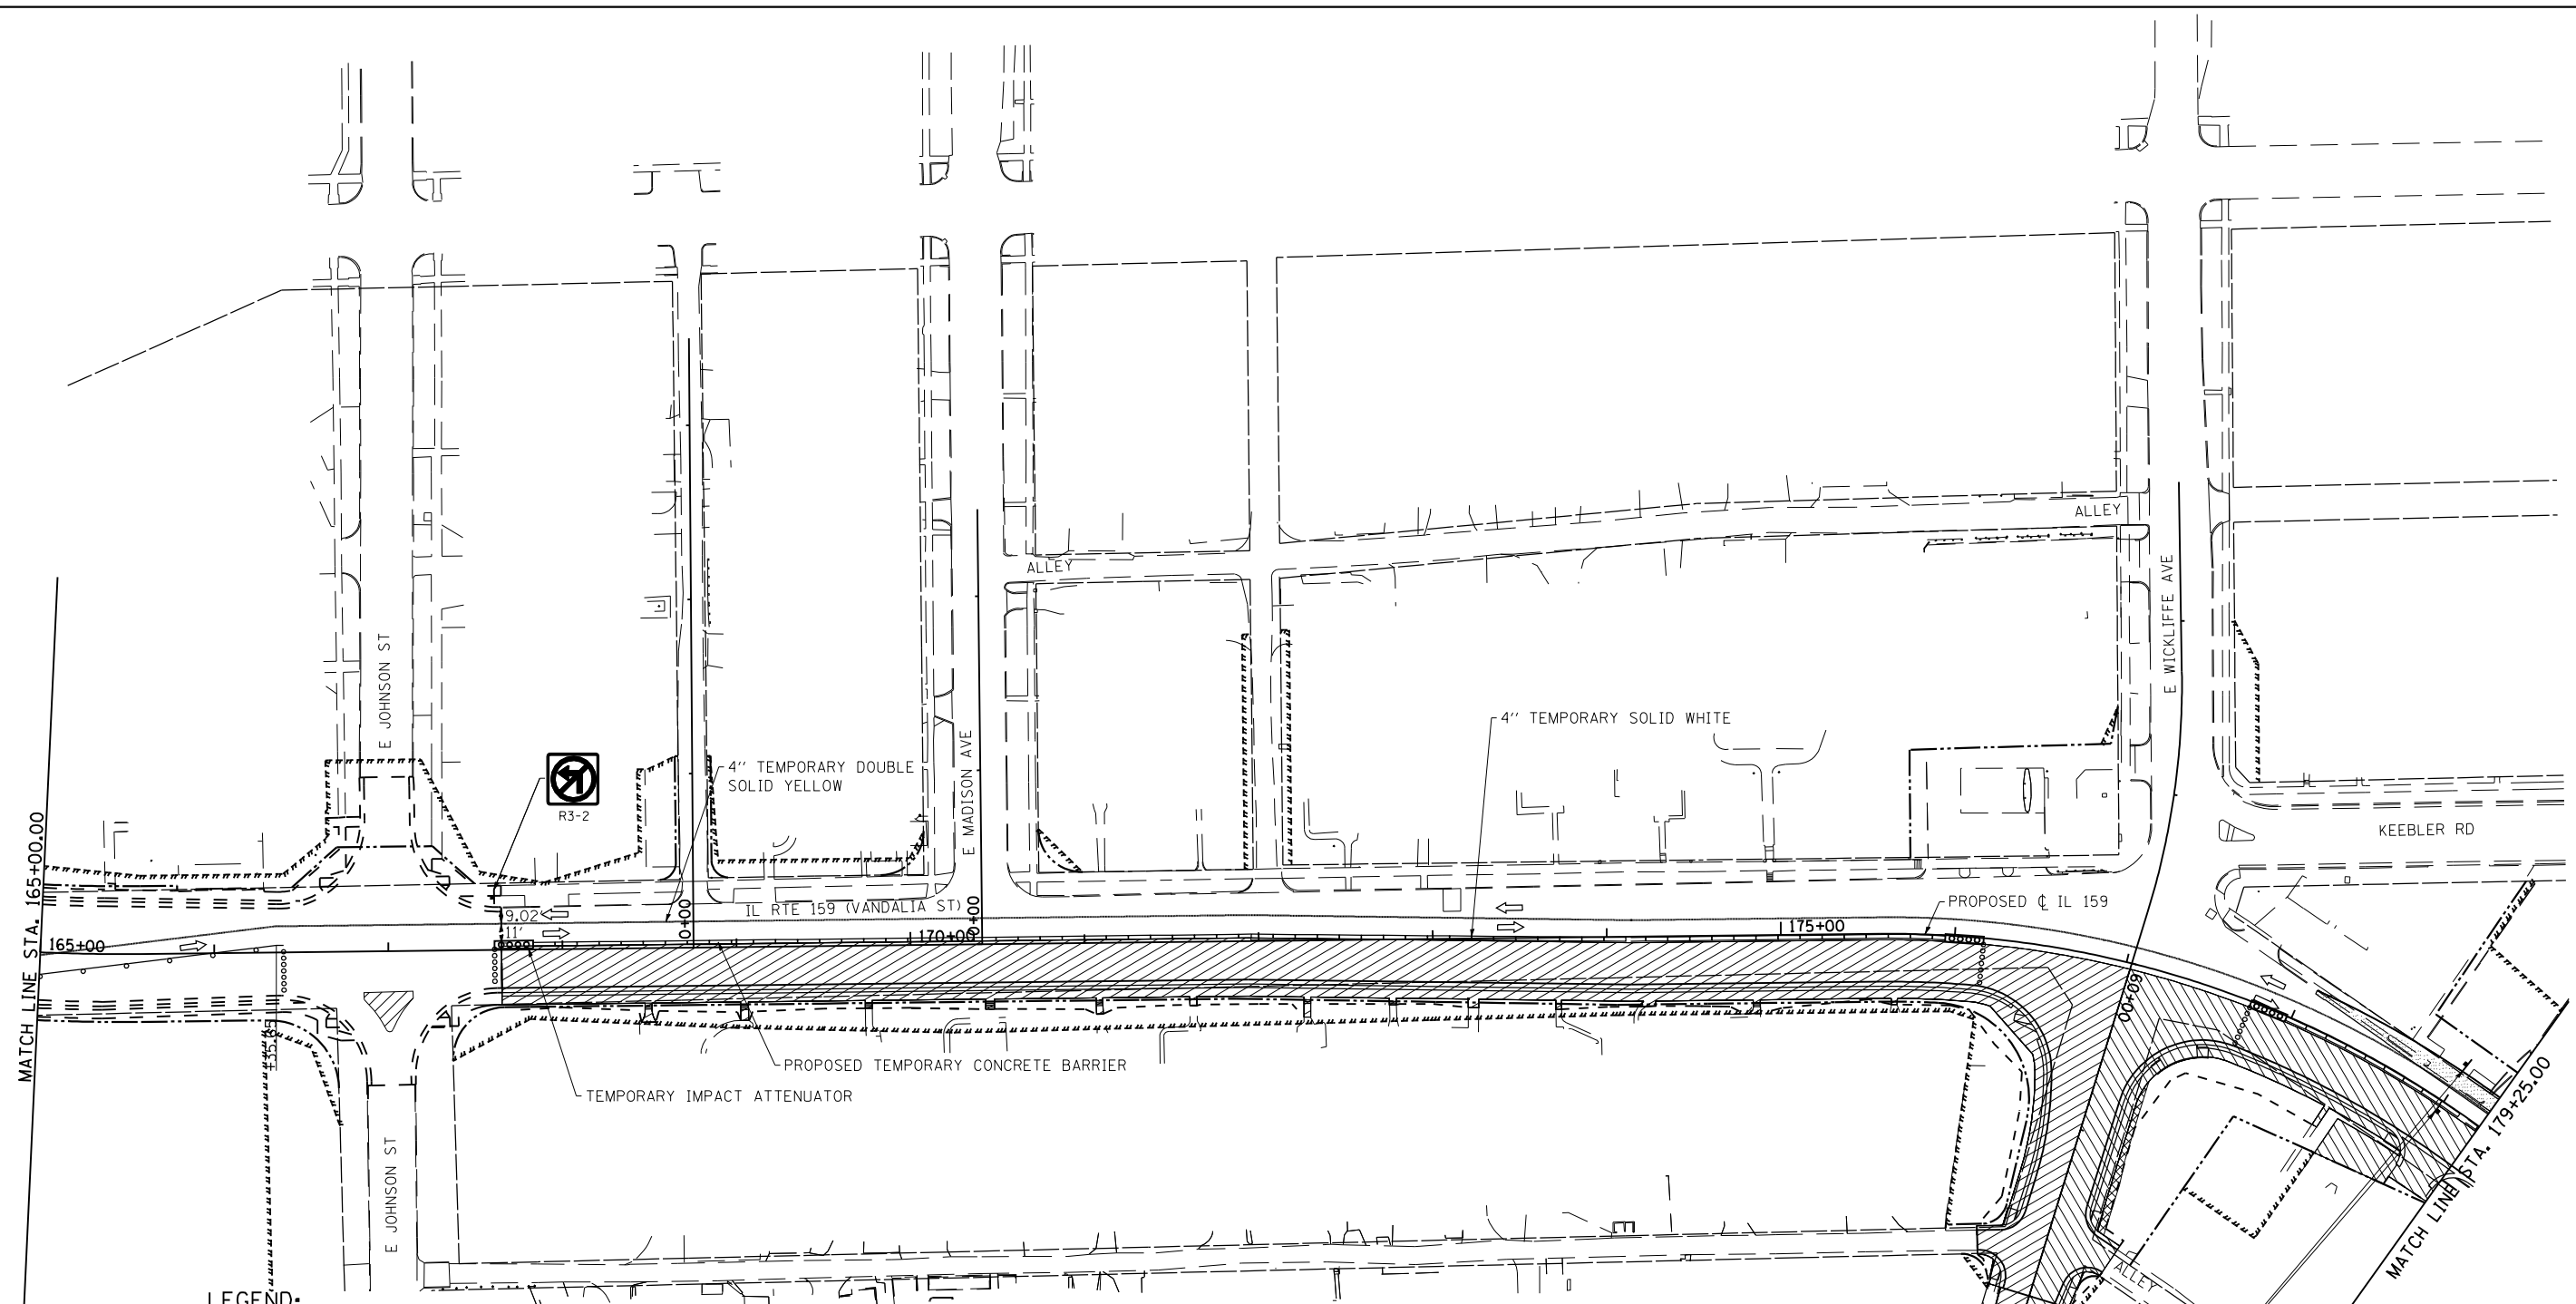 ALLEY
ALLEY
E WICKLIFFE AVE
E JOHNSON ST
4'' TEMPORARY SOLID WHITE
R3-2
4'' TEMPORARY DOUBLE
SOLID YELLOW
E MADISON AVE
KEEBLER RD
MATCH LINE STA. 165+00.00
165+00
9.02
11'
0+00
IL RTE 159 (VANDALIA ST)
170+00
0+00
175+00
PROPOSED ℄ IL 159
60+00
+35.85
PROPOSED TEMPORARY CONCRETE BARRIER
TEMPORARY IMPACT ATTENUATOR
E JOHNSON ST
MATCH LINE STA. 179+25.00
ALLEY
LEGEND: